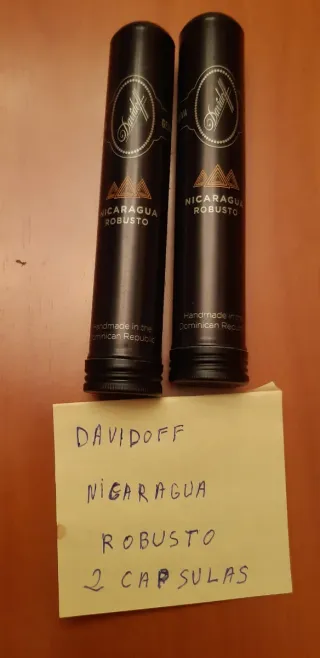 Davidoff
NICARAGUA
ROBUSTO
Handmade in the
Dominican Republic
Davidoff
NICARAGUA
ROBUSTO
Handmade in the
Dominican Republic
DAVIDOFF
NIGARAGUA
ROBUSTO
2 CAPSULAS